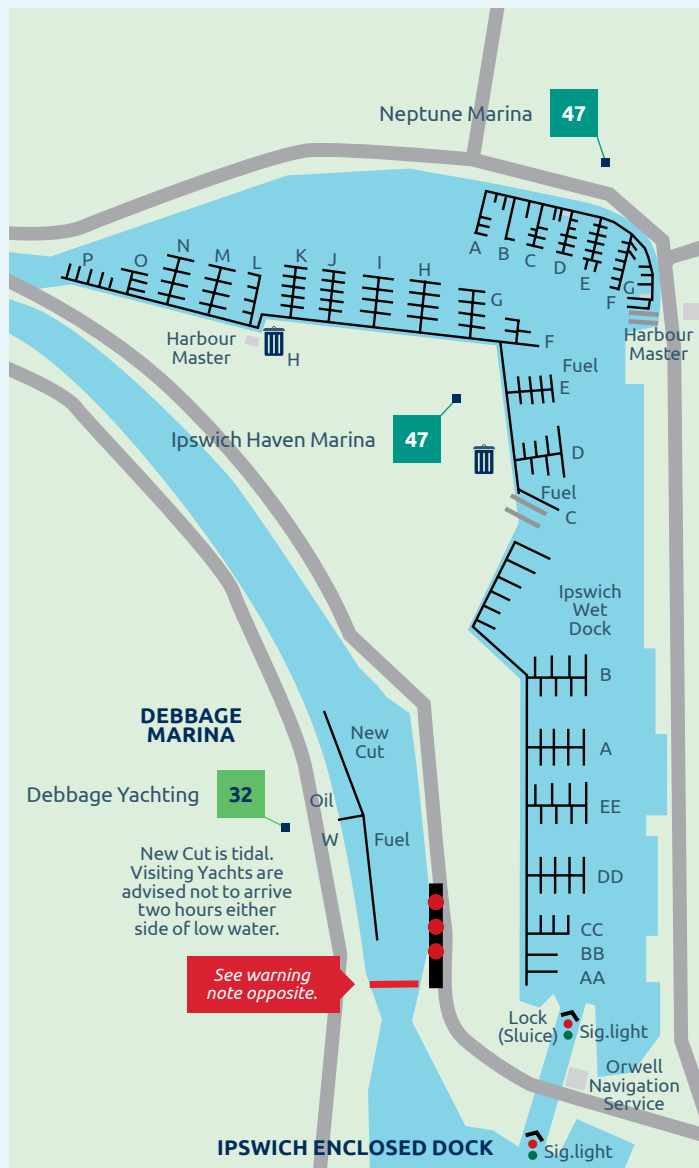 Neptune Marina 47
A
B
C
D
E
F
G
P
O
N
M
L
K
J
I
H
G
F
Harbour
Master
H
Harbour
Master
Fuel
E
Ipswich Haven Marina 47
D
Fuel
C
Ipswich
Wet
Dock
B
A
EE
DD
CC
BB
AA
DEBBAGE
MARINA
New
Cut
Debbage Yachting 32
Oil
W
Fuel
New Cut is tidal.
Visiting Yachts are
advised not to arrive
two hours either
side of low water.
See warning
note opposite.
Lock
(Sluice)
Sig.light
Orwell
Navigation
Service
IPSWICH ENCLOSED DOCK
Sig.light